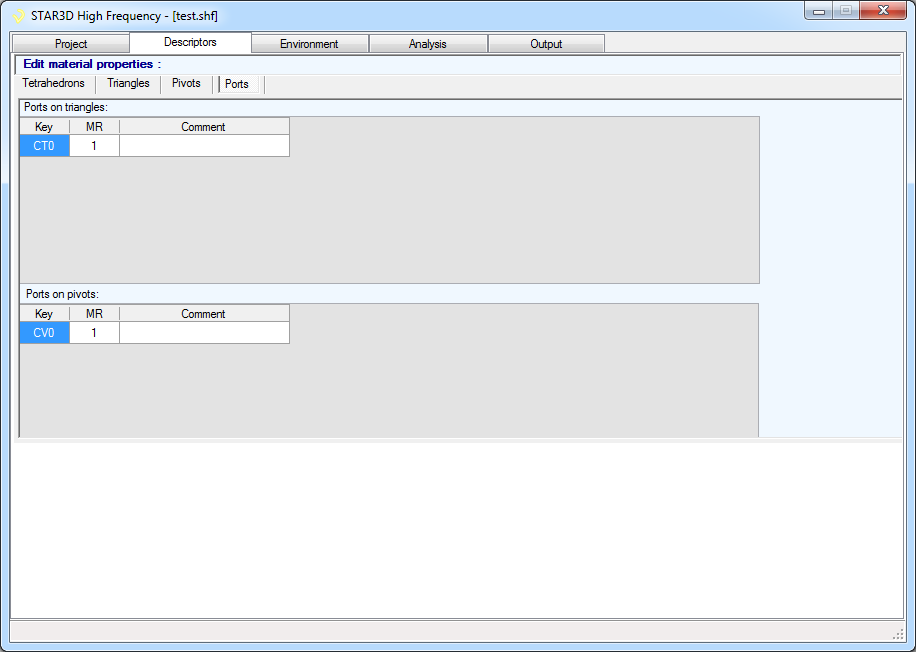 STAR3D High Frequency - [test.shf]
Project Descriptors Environment Analysis Output
Edit material properties :
Tetrahedrons Triangles Pivots Ports
Ports on triangles:
Key MR Comment
CT0 1
Ports on pivots:
Key MR Comment
CV0 1